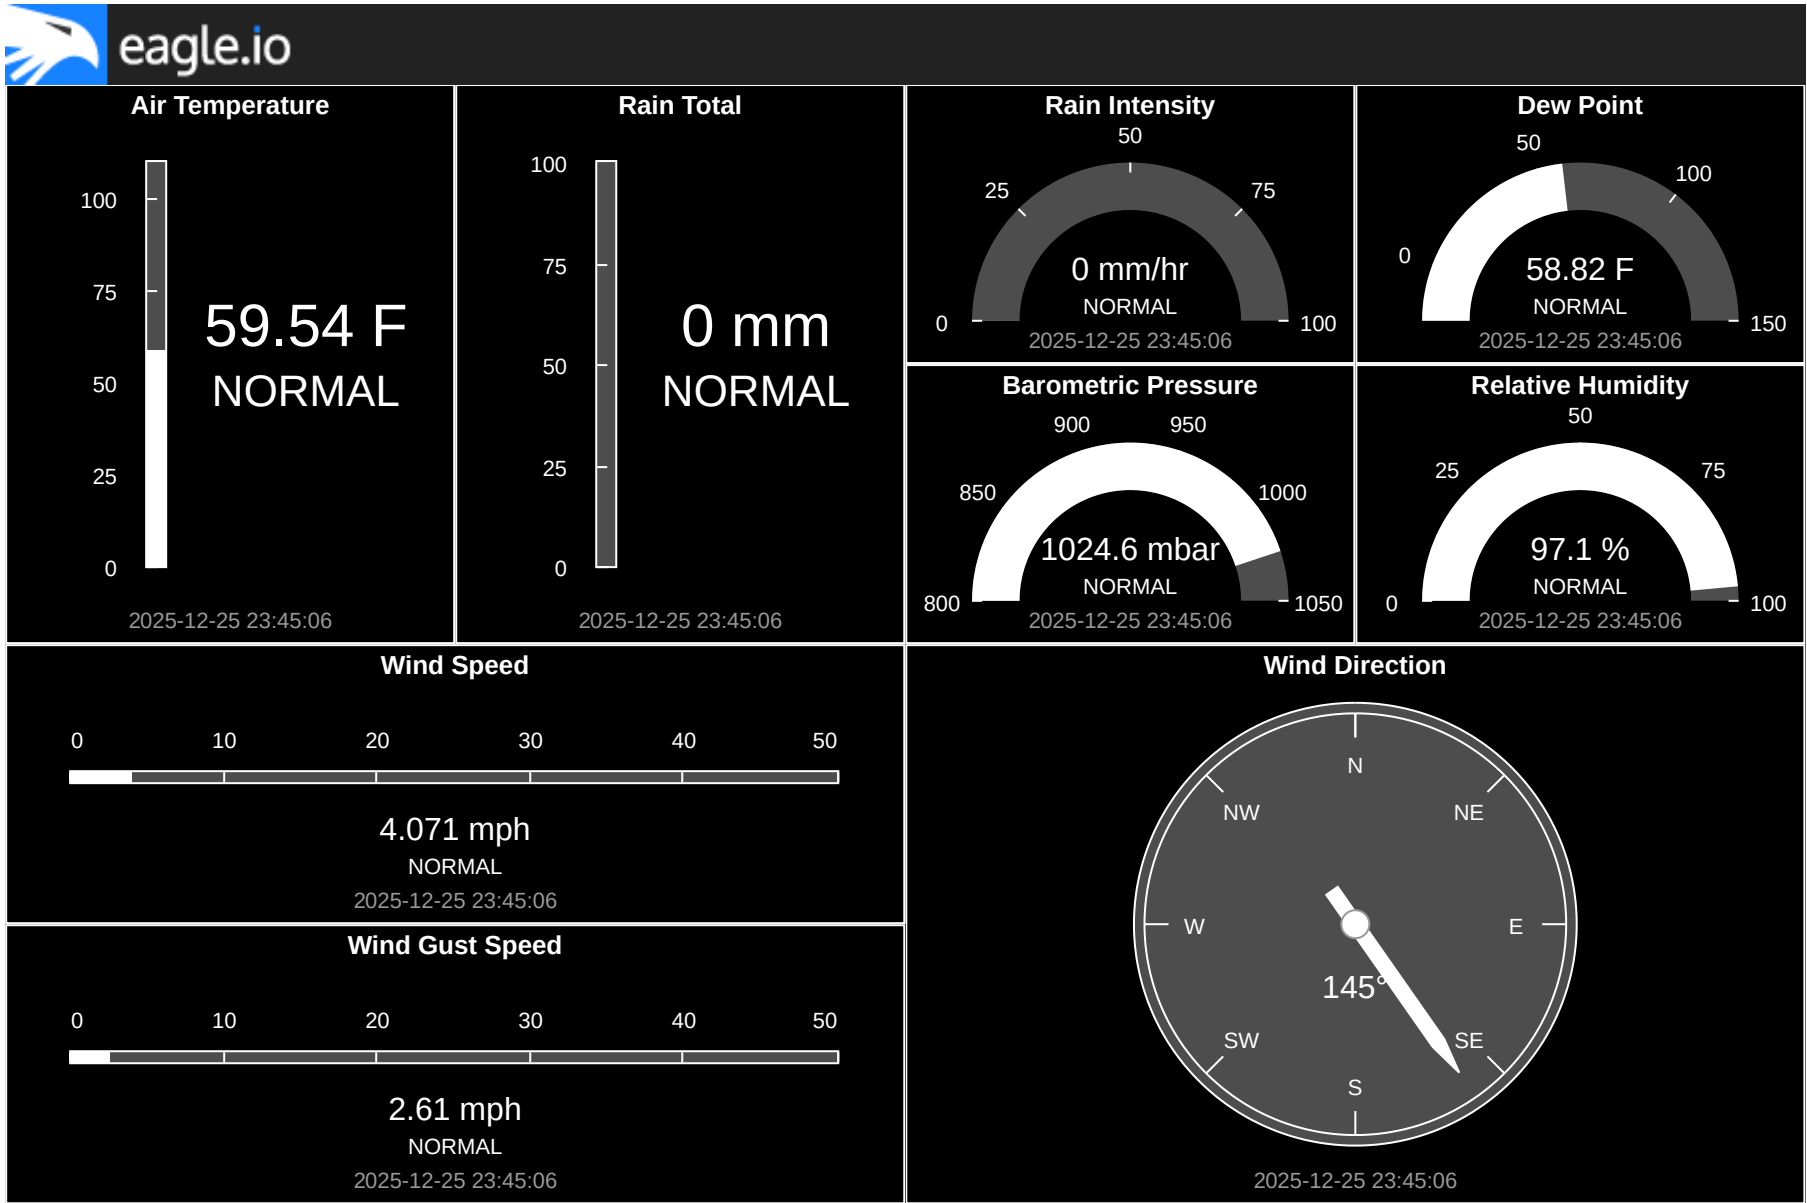 eagle.io
Air Temperature
100
75
50
25
0
59.54 F
NORMAL
2025-12-25 23:45:06
Rain Total
100
75
50
25
0
0 mm
NORMAL
2025-12-25 23:45:06
Rain Intensity
50
25
75
0
100
0 mm/hr
NORMAL
2025-12-25 23:45:06
Dew Point
50
100
0
150
58.82 F
NORMAL
2025-12-25 23:45:06
Barometric Pressure
900
950
850
1000
800
1050
1024.6 mbar
NORMAL
2025-12-25 23:45:06
Relative Humidity
50
25
75
0
100
97.1 %
NORMAL
2025-12-25 23:45:06
Wind Speed
0 10 20 30 40 50
4.071 mph
NORMAL
2025-12-25 23:45:06
Wind Gust Speed
0 10 20 30 40 50
2.61 mph
NORMAL
2025-12-25 23:45:06
Wind Direction
N
NW NE
W E
145°
SW SE
S
2025-12-25 23:45:06